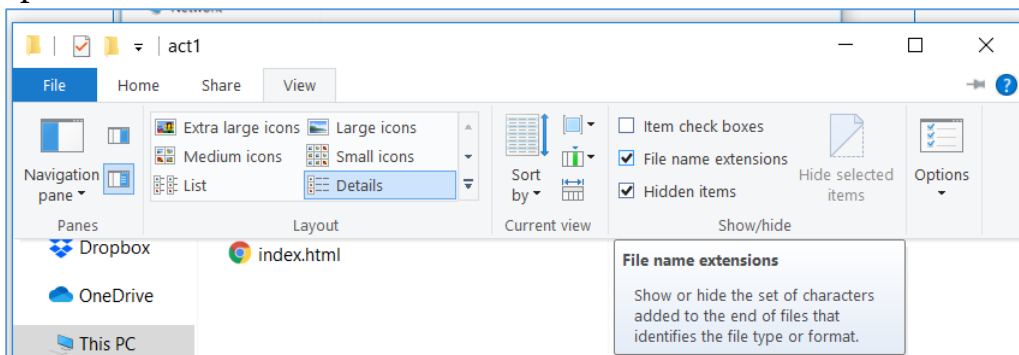 Network
act1
File Home Share View
Extra large icons Large icons
Medium icons Small icons
List Details
Navigation pane
Sort by
Item check boxes
File name extensions
Hidden items
Hide selected items
Options
Panes Layout Current view Show/hide
Dropbox
index.html
OneDrive
This PC
File name extensions
Show or hide the set of characters
added to the end of files that
identifies the file type or format.